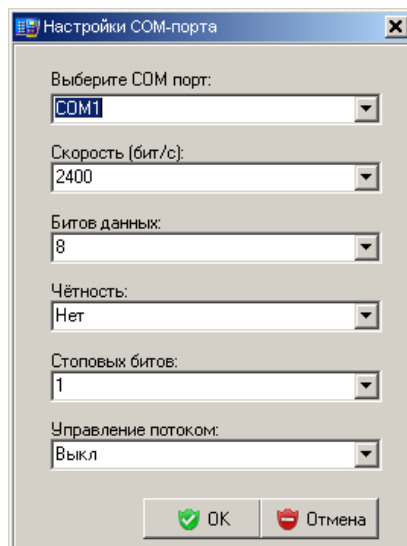 Настройки COM-порта
Выберите COM порт:
COM1
Скорость (бит/с):
2400
Битов данных:
8
Чётность:
Нет
Стоповых битов:
1
Управление потоком:
Выкл
OK
Отмена